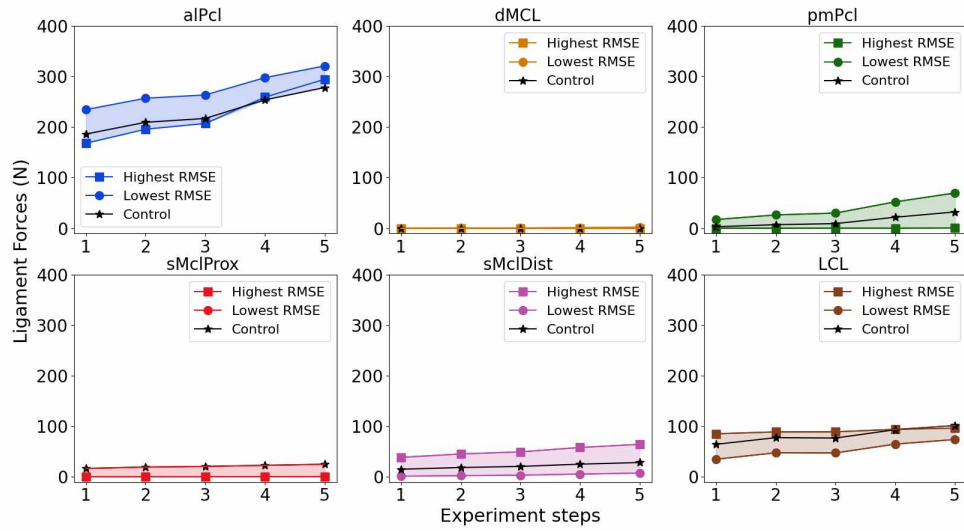 alPcl
dMCL
pmPcl
400
300
200
100
0
Highest RMSE
Lowest RMSE
Control
1 2 3 4 5
400
300
200
100
0
Highest RMSE
Lowest RMSE
Control
1 2 3 4 5
400
300
200
100
0
Highest RMSE
Lowest RMSE
Control
1 2 3 4 5
Ligament Forces (N)
sMclProx
sMclDist
LCL
400
300
200
100
0
Highest RMSE
Lowest RMSE
Control
1 2 3 4 5
400
300
200
100
0
Highest RMSE
Lowest RMSE
Control
1 2 3 4 5
400
300
200
100
0
Highest RMSE
Lowest RMSE
Control
1 2 3 4 5
Experiment steps